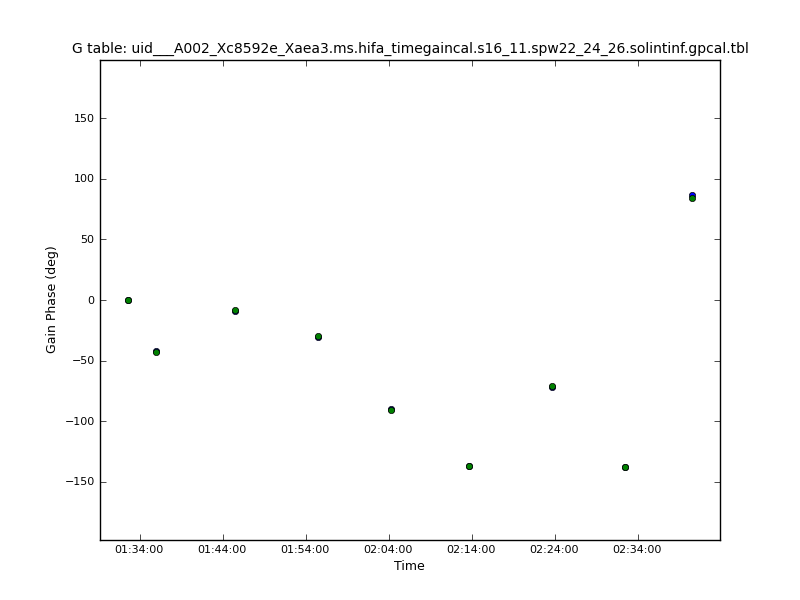 G table: uid___A002_Xc8592e_Xaea3.ms.hifa_timegaincal.s16_11.spw22_24_26.solintinf.gpcal.tbl
150
100
50
0
−50
−100
−150
Gain Phase (deg)
01:34:00 01:44:00 01:54:00 02:04:00 02:14:00 02:24:00 02:34:00
Time